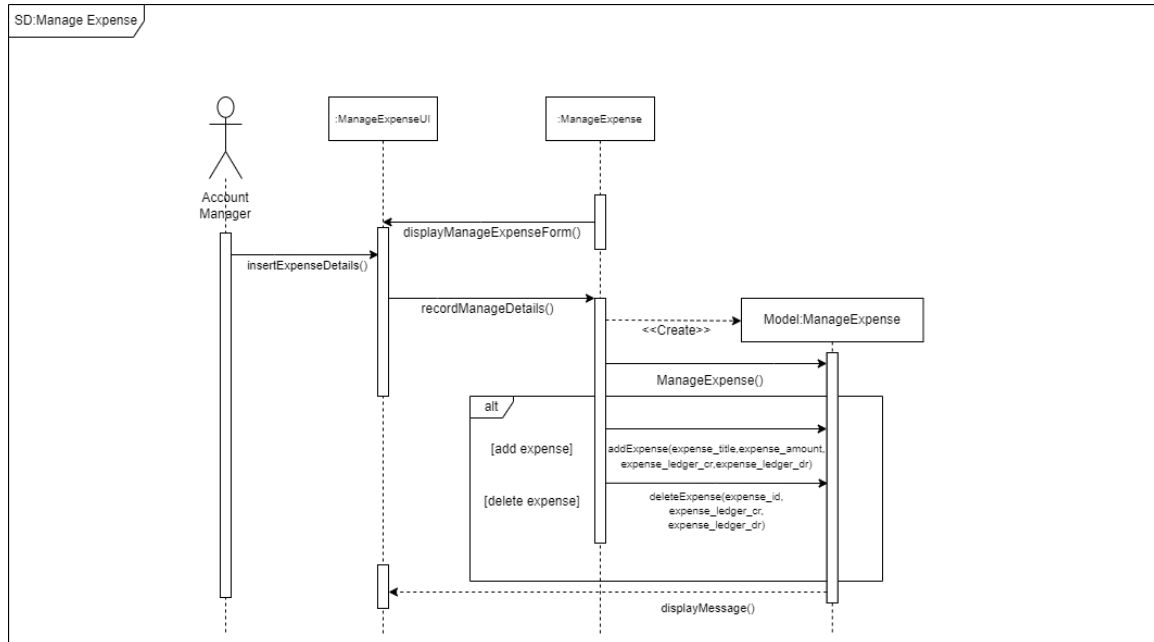 SD:Manage Expense
:ManageExpenseUI
:ManageExpense
Account
Manager
displayManageExpenseForm()
insertExpenseDetails()
recordManageDetails()
<<Create>>
Model:ManageExpense
ManageExpense()
alt
[add expense]
addExpense(expense_title,expense_amount,
expense_ledger_cr,expense_ledger_dr)
[delete expense]
deleteExpense(expense_id,
expense_ledger_cr,
expense_ledger_dr)
displayMessage()